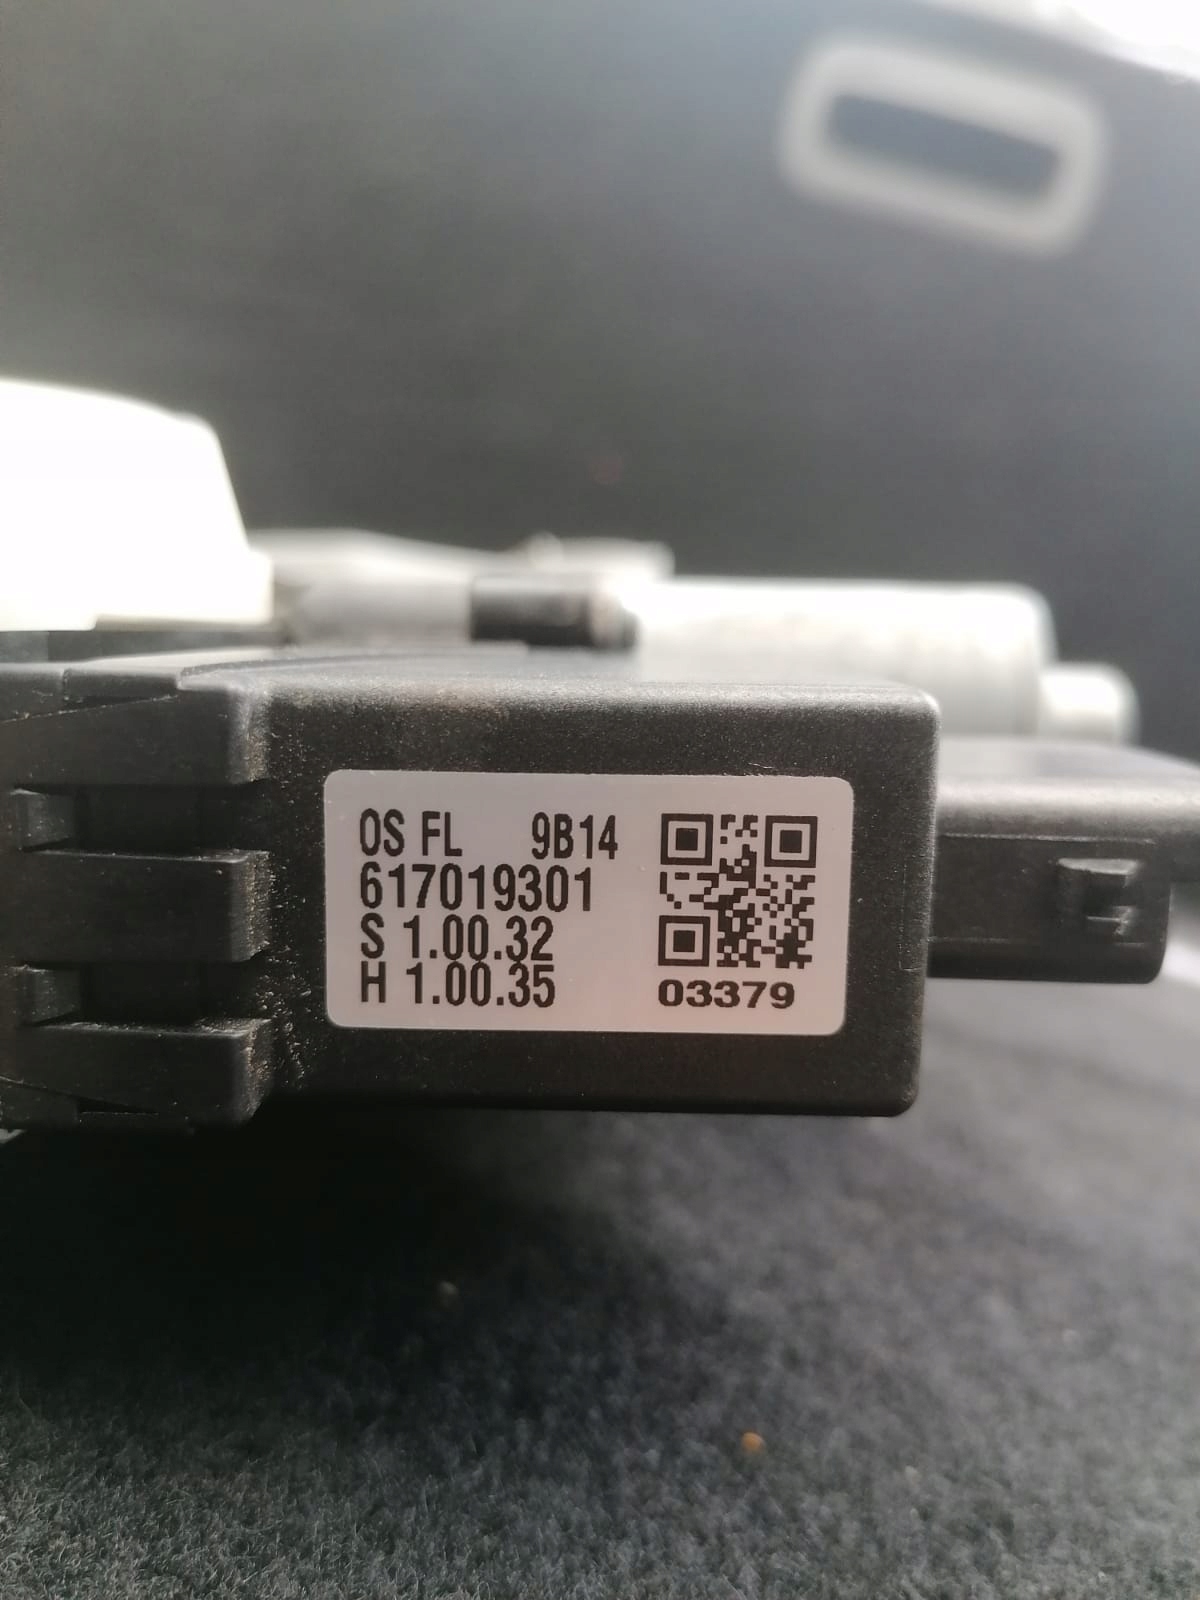 OS FL 9B14
617019301
S 1.00.32
H 1.00.35
03379